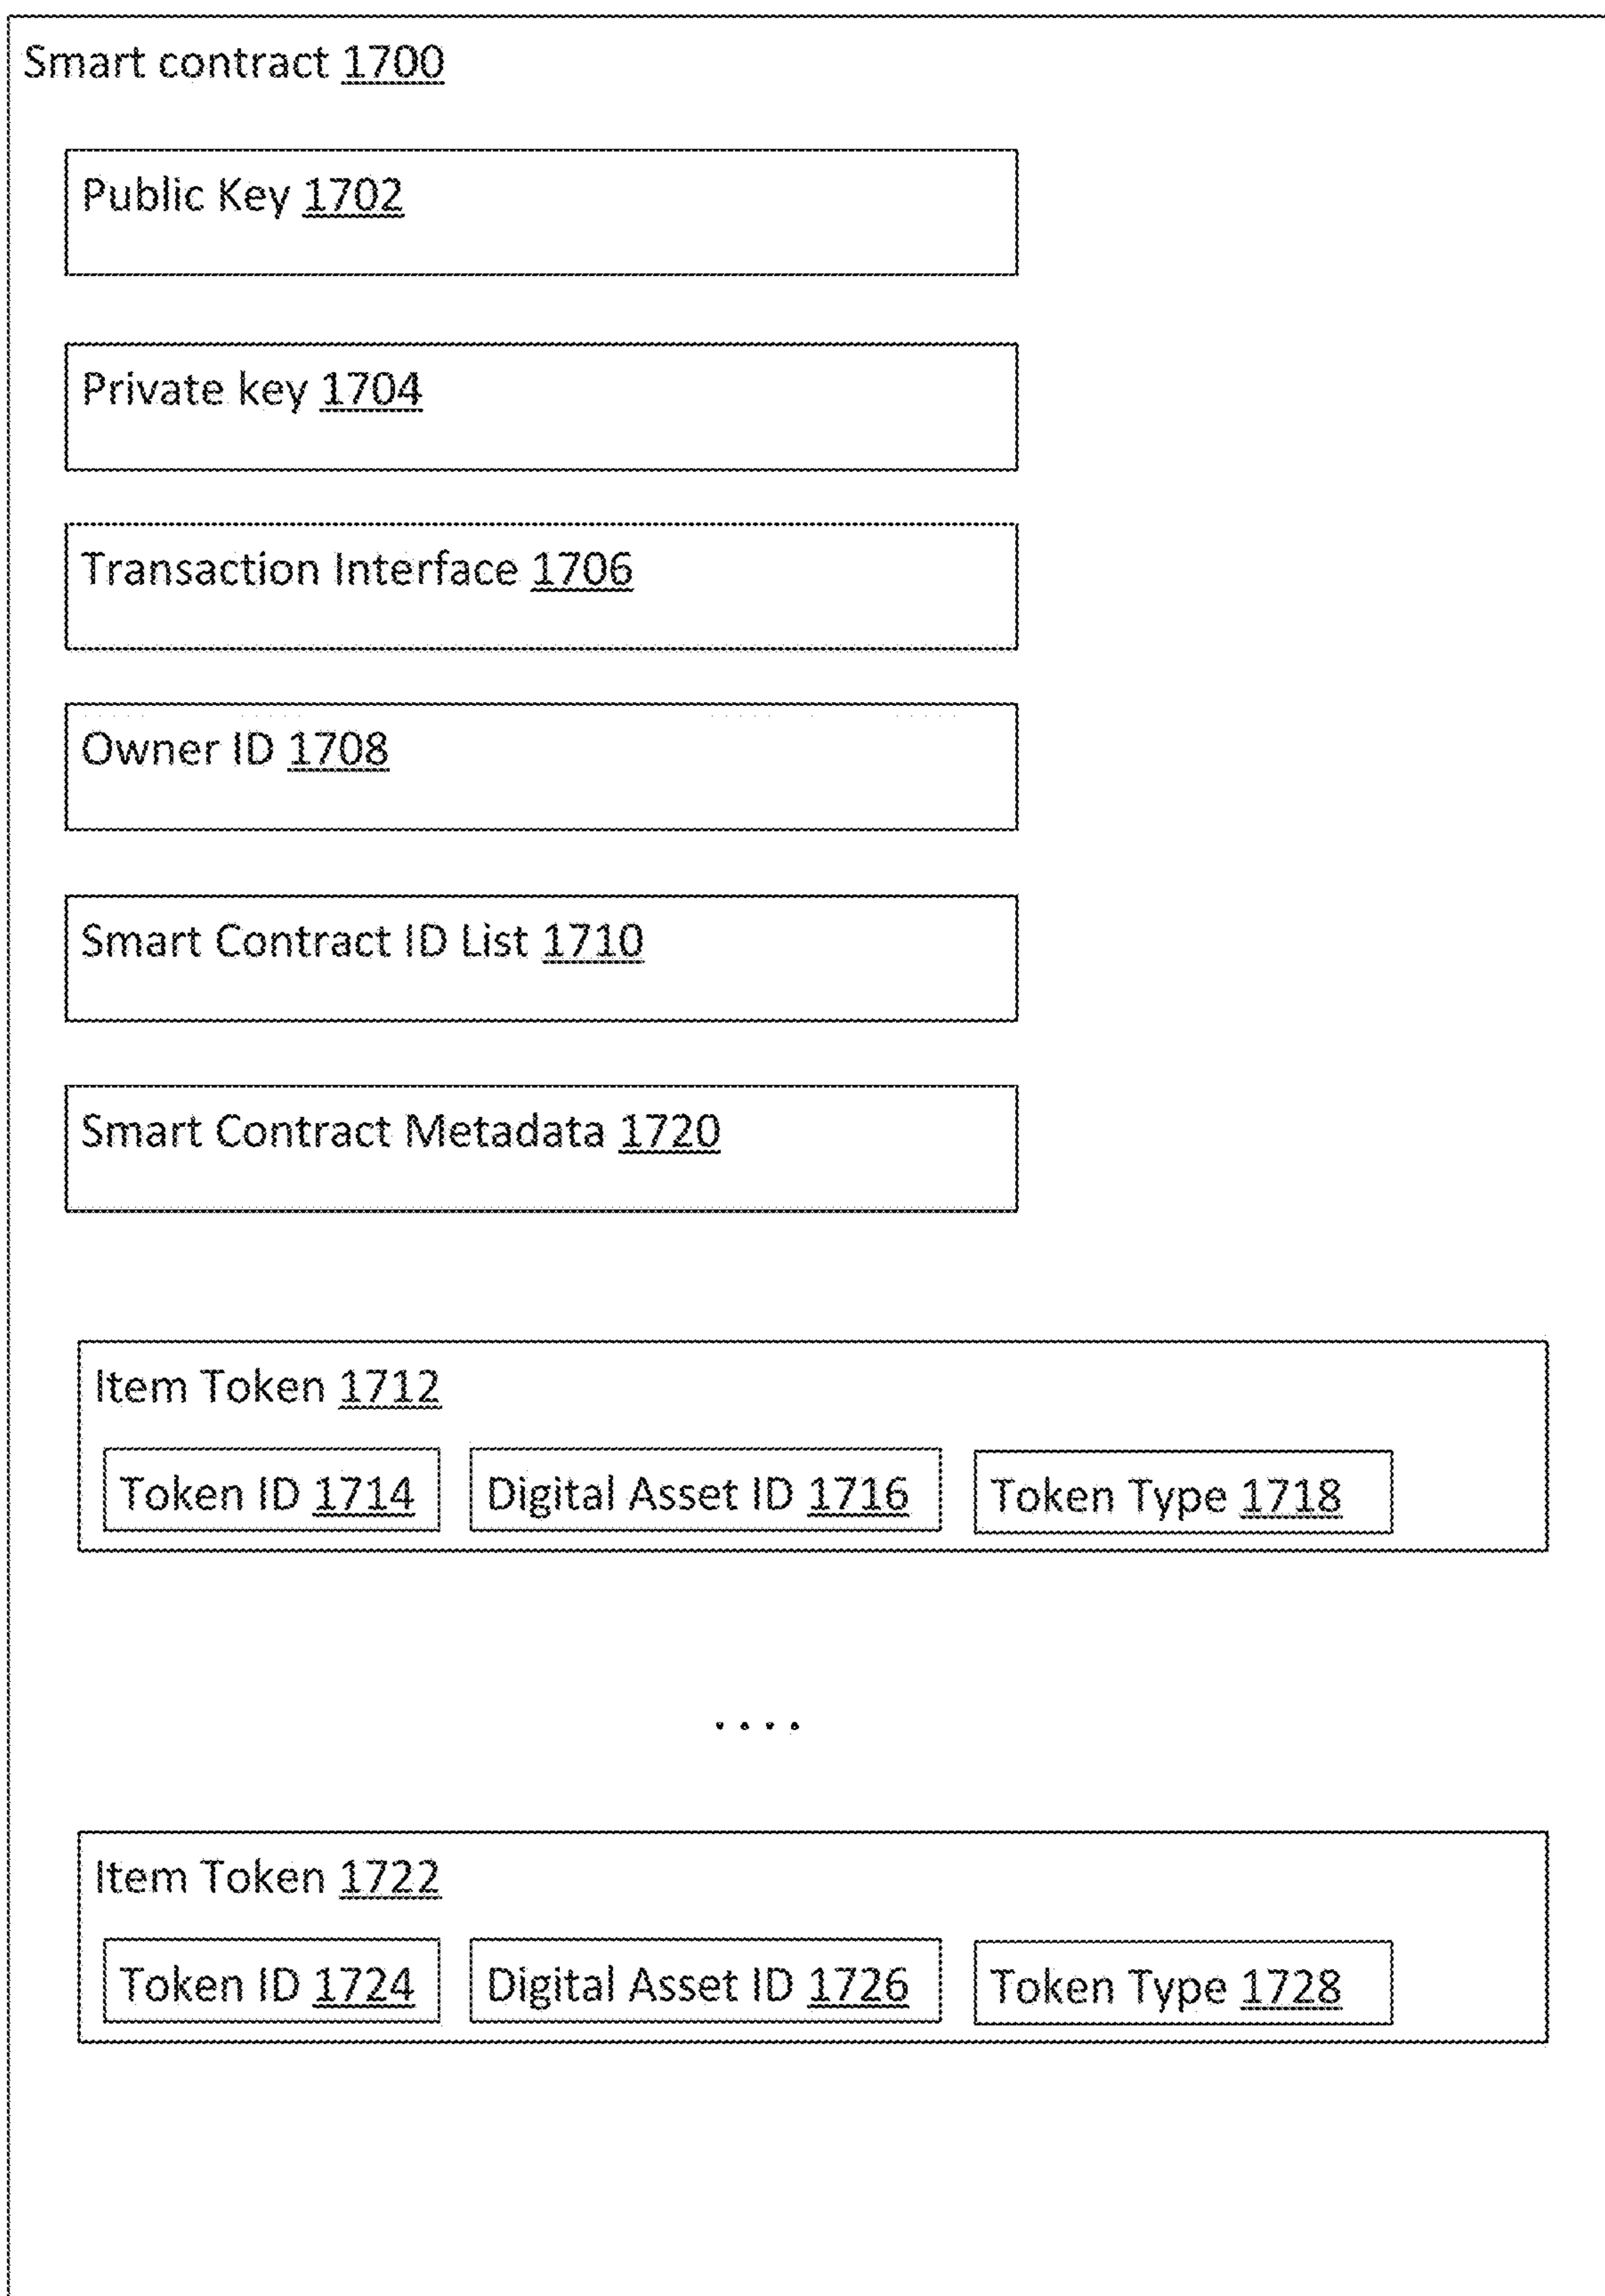 Smart contract 1700
Public Key 1702
Private key 1704
Transaction Interface 1706
Owner ID 1708
Smart Contract ID List 1710
Smart Contract Metadata 1720
Item Token 1712
Token ID 1714 Digital Asset ID 1716 Token Type 1718
....
Item Token 1722
Token ID 1724 Digital Asset ID 1726 Token Type 1728